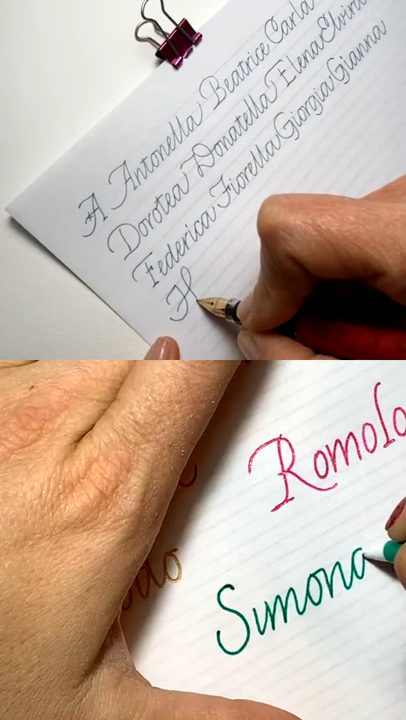 A Antonella Beatrice Carla
Dorotea Donatella Elena Elvira
Federica Fiorella Giorgia Gianna
H
Romolo
Simona